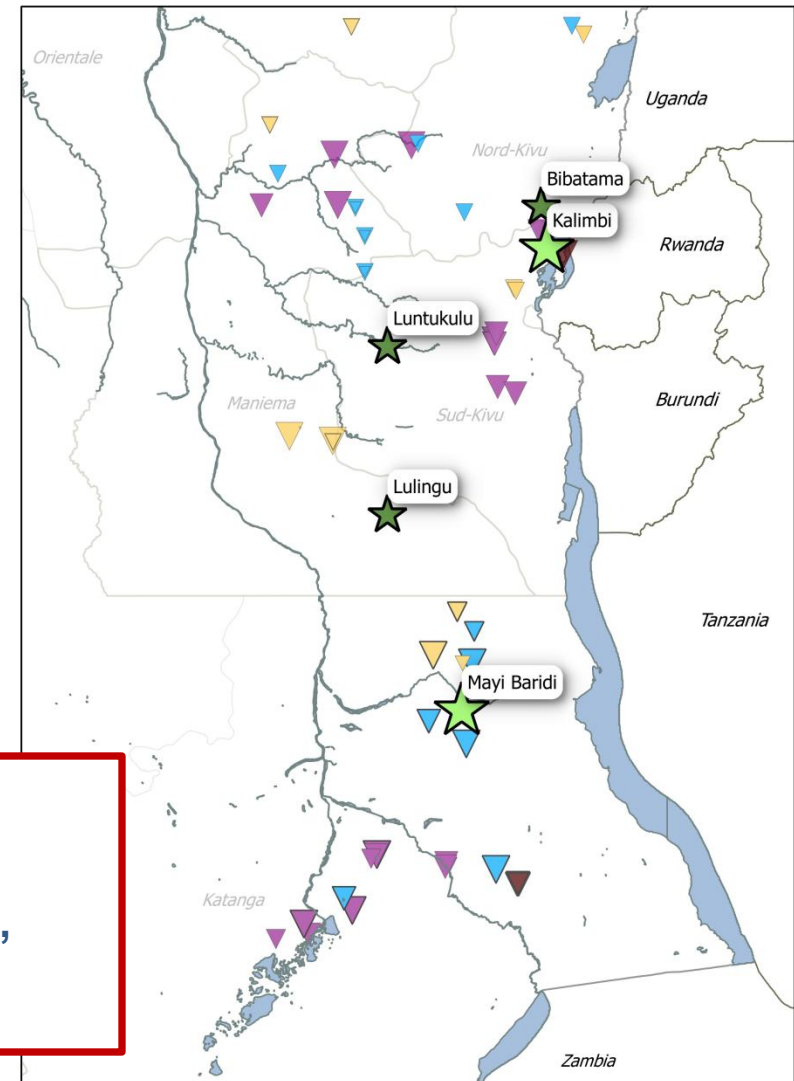 Orientale
Uganda
Nord-Kivu
Bibatama
Kalimbi
Rwanda
Luntukulu
Maniema
Sud-Kivu
Burundi
Lulingu
Tanzania
Mayi Baridi
Katanga
,
Zambia